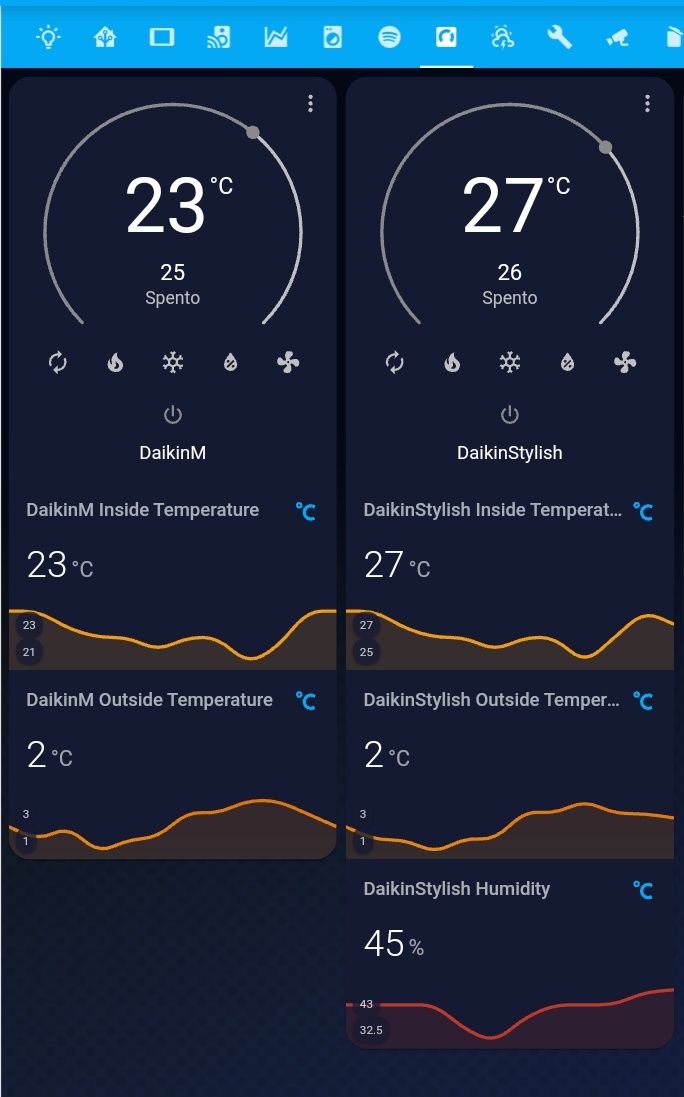 23 °C
25
Spento
DaikinM
DaikinM Inside Temperature
°C
23 °C
23
21
DaikinM Outside Temperature
°C
2 °C
3
1
27 °C
26
Spento
DaikinStylish
DaikinStylish Inside Temperat...
°C
27 °C
27
25
DaikinStylish Outside Temper...
°C
2 °C
3
1
DaikinStylish Humidity
°C
45 %
43
32.5